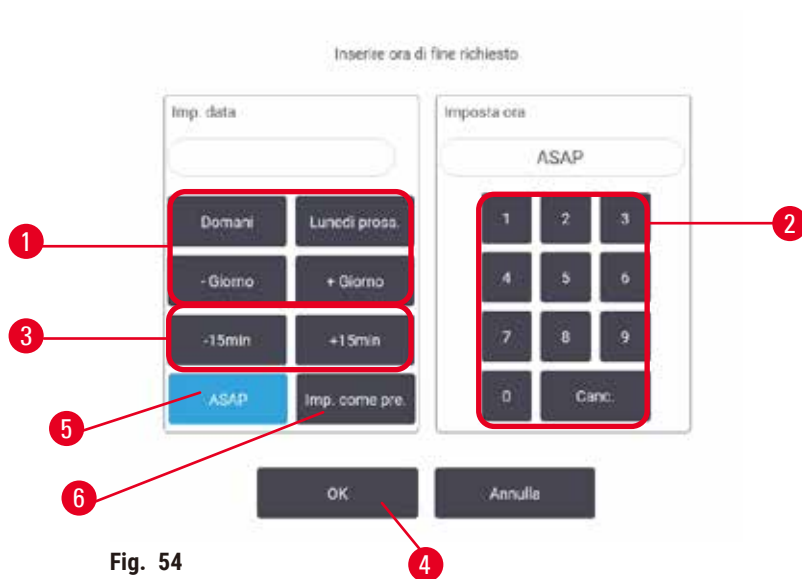 Inserire ora di fine richiesto
Imp. data
Imposta ora
ASAP
Domani
Lunedì pross.
1
2
3
1
2
- Giorno
+ Giorno
4
5
6
3
-15min
+15min
7
8
9
ASAP
Imp. come pre.
0
Canc.
5
6
OK
Annulla
Fig. 54
4